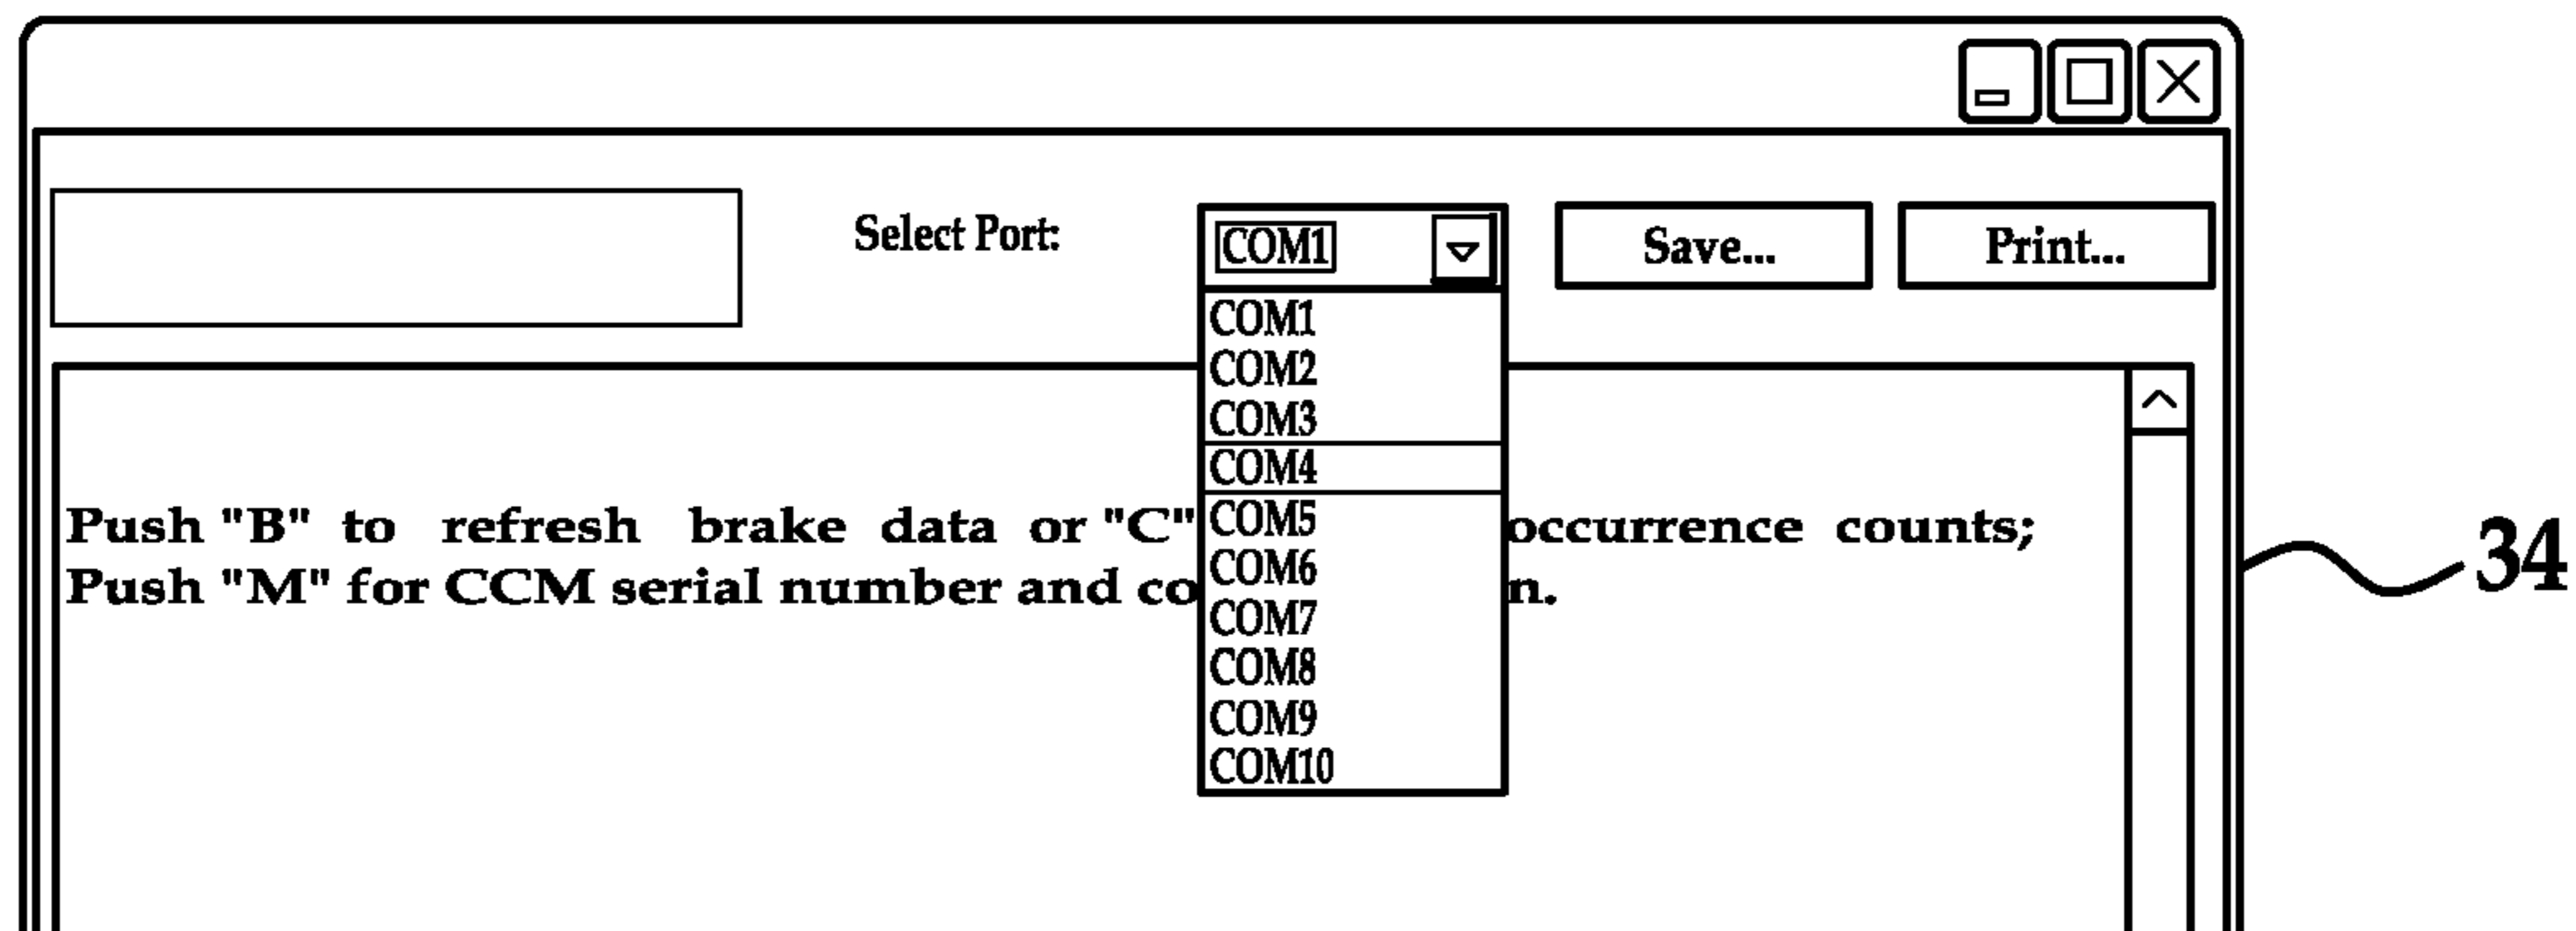 Select Port:
COM1
Save...
Print...
COM1
COM2
COM3
COM4
COM5
COM6
COM7
COM8
COM9
COM10
Push "B" to refresh brake data or "C" occurrence counts;
Push "M" for CCM serial number and co n.
34